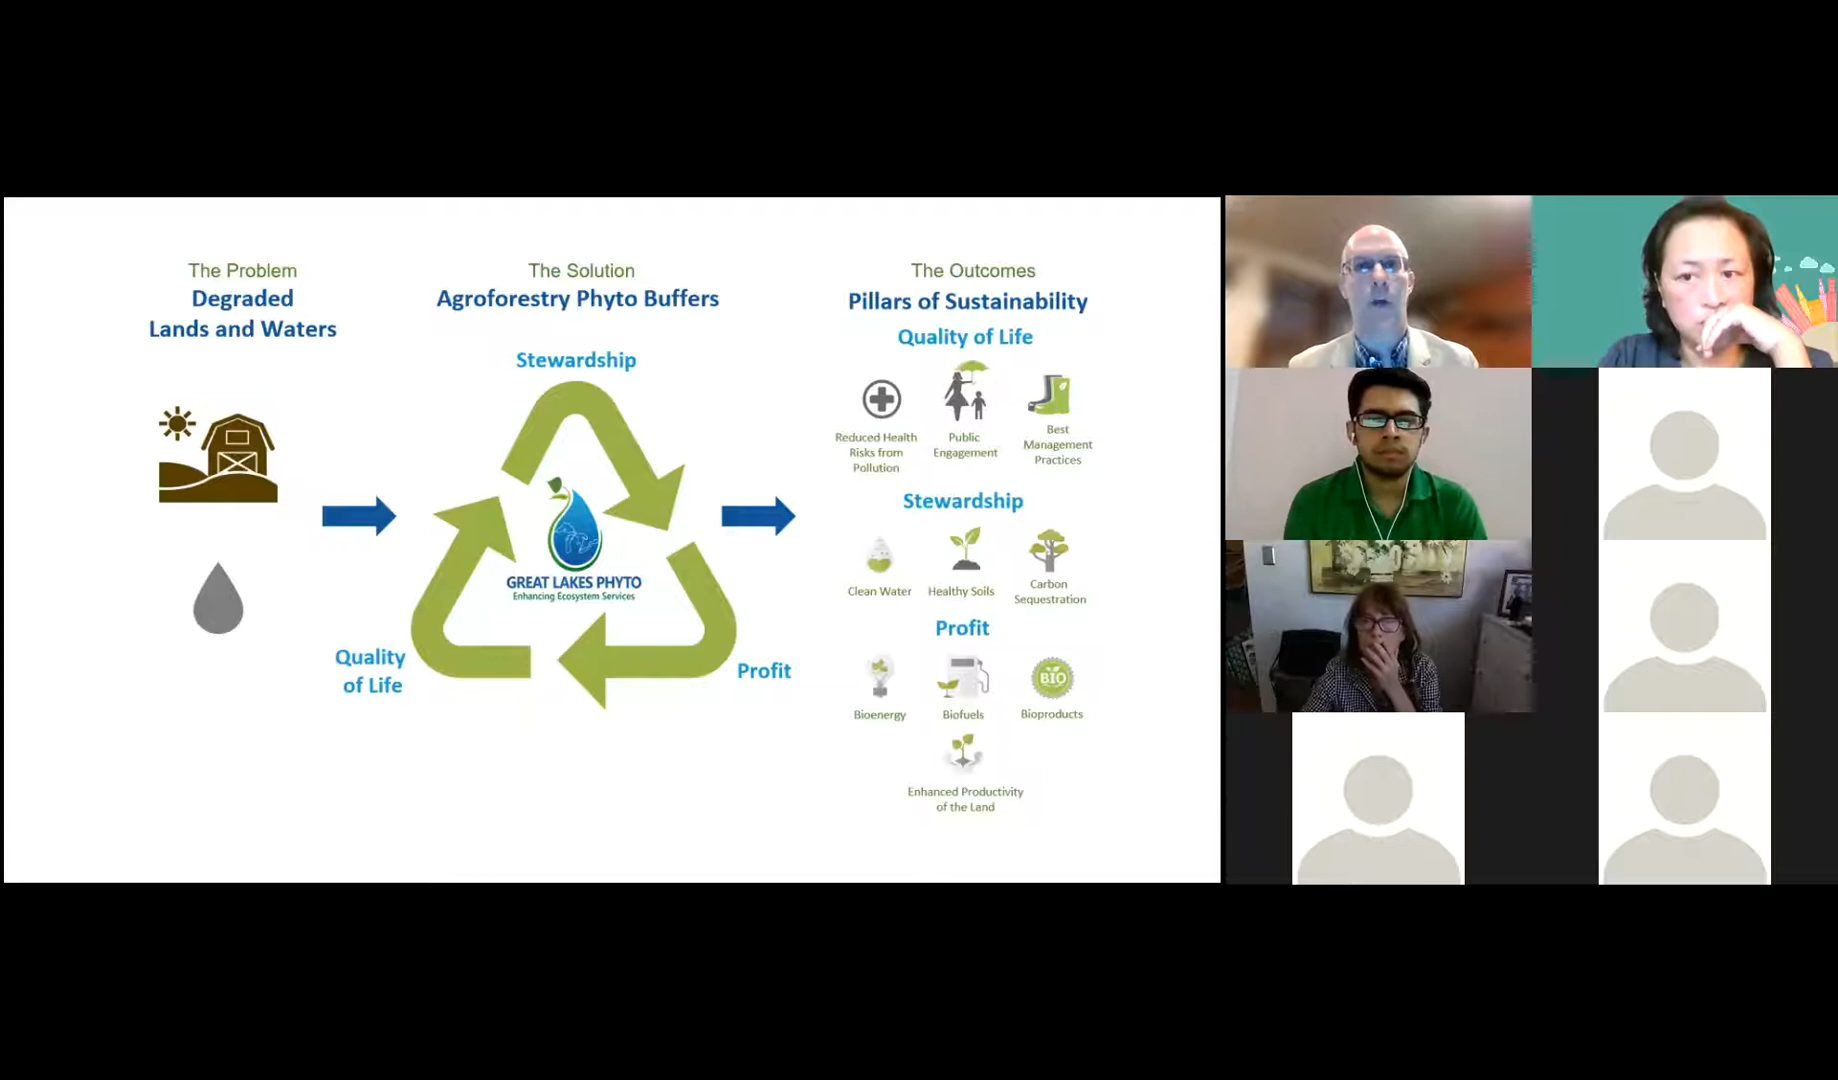 The Problem
Degraded
Lands and Waters
The Solution
Agroforestry Phyto Buffers
Stewardship
GREAT LAKES PHYTO
Enhancing Ecosystem Services
Quality
of Life
Profit
The Outcomes
Pillars of Sustainability
Quality of Life
Reduced Health
Risks from
Pollution
Public
Engagement
Best
Management
Practices
Stewardship
Clean Water
Healthy Soils
Carbon
Sequestration
Profit
BIO
Bioenergy
Biofuels
Bioproducts
Enhanced Productivity
of the Land